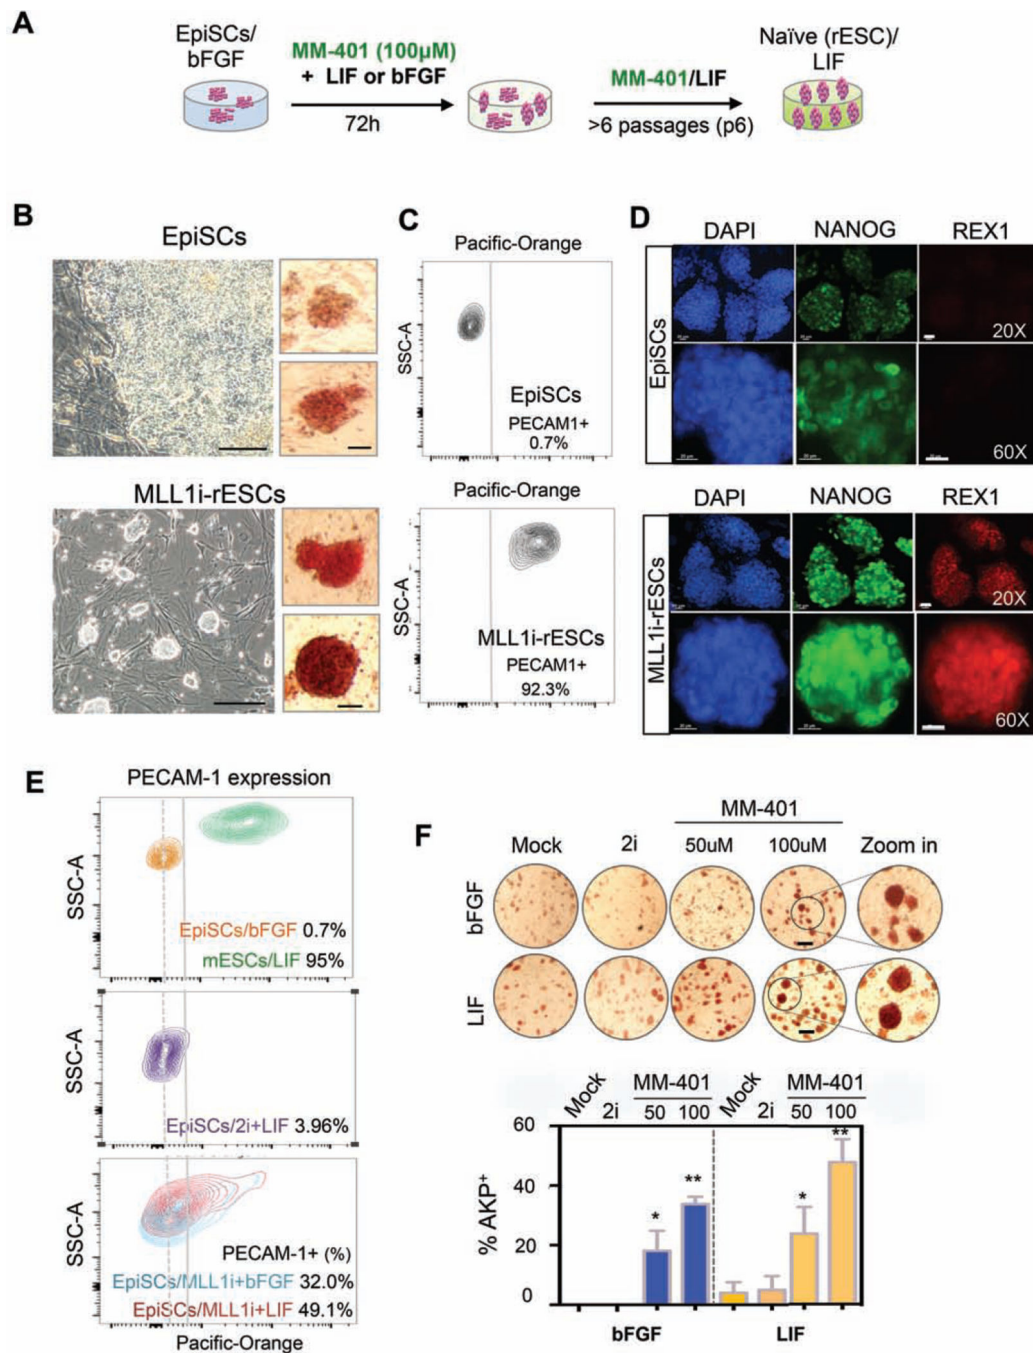 A
EpiSCs/
bFGF
MM-401 (100µM)
+ LIF or bFGF
72h
MM-401/LIF
>6 passages (p6)
Naïve (rESC)/
LIF
B
EpiSCs
MLL1i-rESCs
C
Pacific-Orange
SSC-A
EpiSCs
PECAM1+
0.7%
Pacific-Orange
SSC-A
MLL1i-rESCs
PECAM1+
92.3%
D
DAPI NANOG REX1
EpiSCs
20X
60X
DAPI NANOG REX1
MLL1i-rESCs
20X
60X
E
PECAM-1 expression
SSC-A
EpiSCs/bFGF 0.7%
mESCs/LIF 95%
SSC-A
EpiSCs/2i+LIF 3.96%
SSC-A
PECAM-1+ (%)
EpiSCs/MLL1i+bFGF 32.0%
EpiSCs/MLL1i+LIF 49.1%
Pacific-Orange
F
MM-401
Mock 2i 50uM 100uM Zoom in
bFGF
LIF
Mock 2i MM-401 50 100 Mock 2i MM-401 50 100
% AKP+
60
40
20
0
* ** * **
bFGF LIF